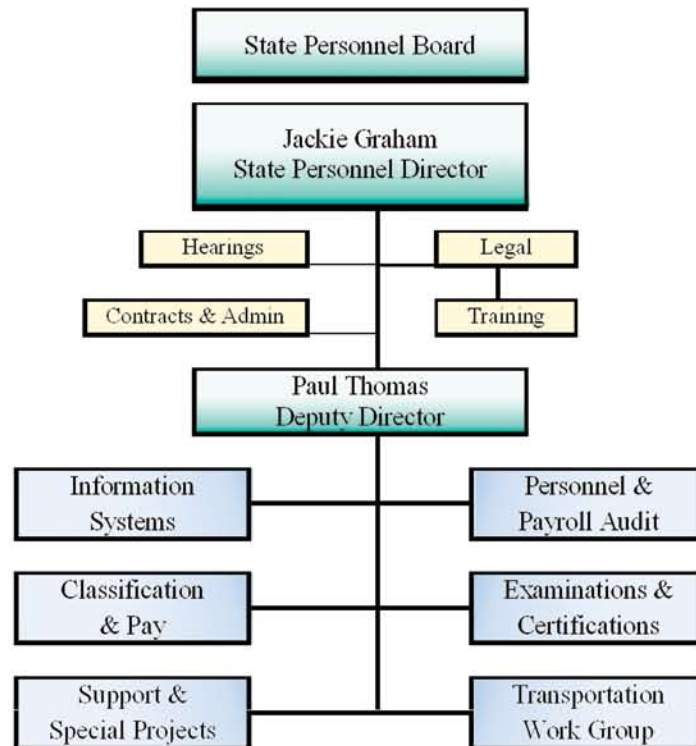 State Personnel Board
Jackie Graham
State Personnel Director
Hearings
Legal
Contracts & Admin
Training
Paul Thomas
Deputy Director
Information
Systems
Personnel &
Payroll Audit
Classification
& Pay
Examinations &
Certifications
Support &
Special Projects
Transportation
Work Group